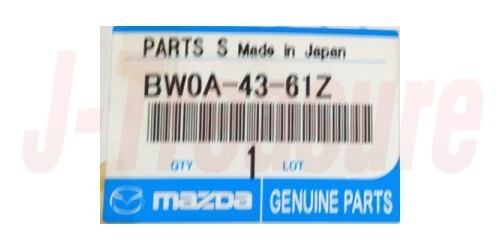 PARTS S Made in Japan
BW0A-43-61Z
QTY 1 LOT
mazda GENUINE PARTS
J-Treasure